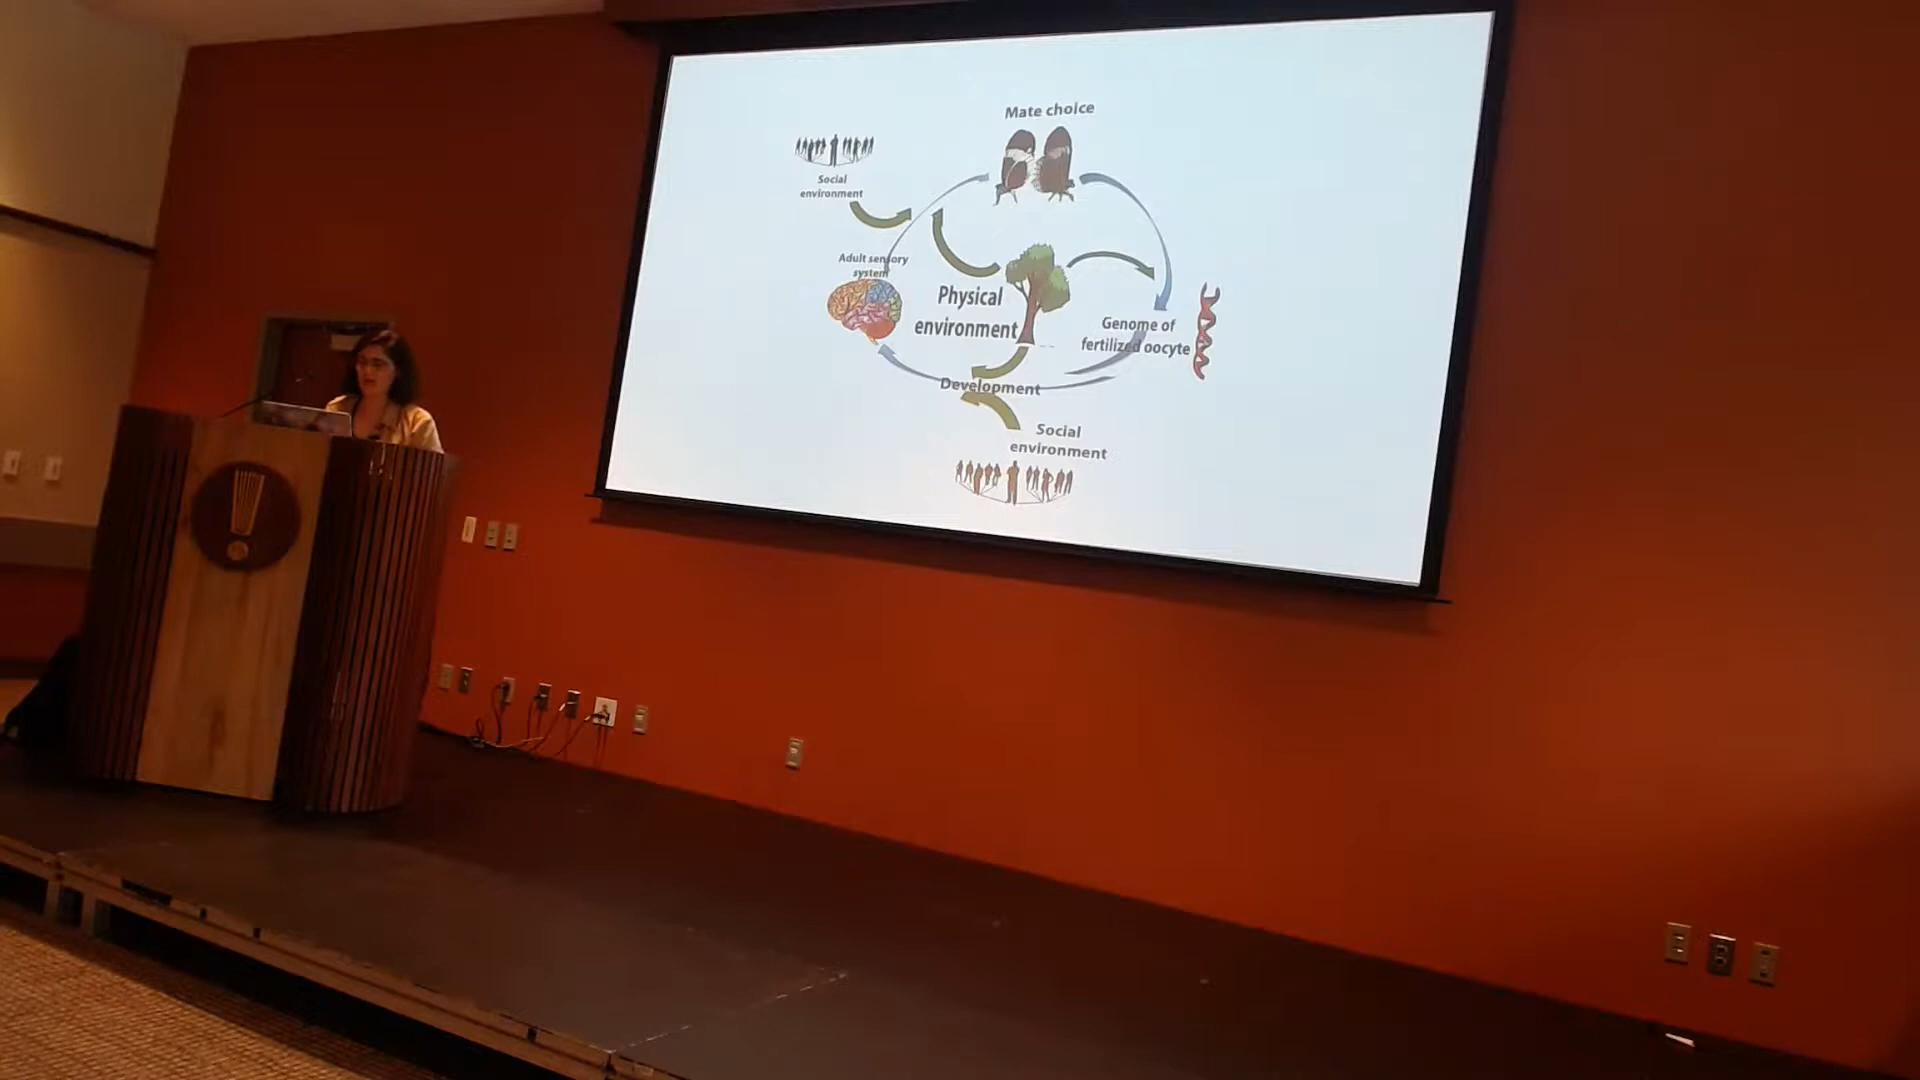 Mate choice
Social
environment
Adult sensory
system
Physical
environment
Genome of
fertilized oocyte
Development
Social
environment